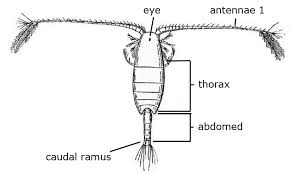 eye
antennae 1
thorax
abdomed
caudal ramus